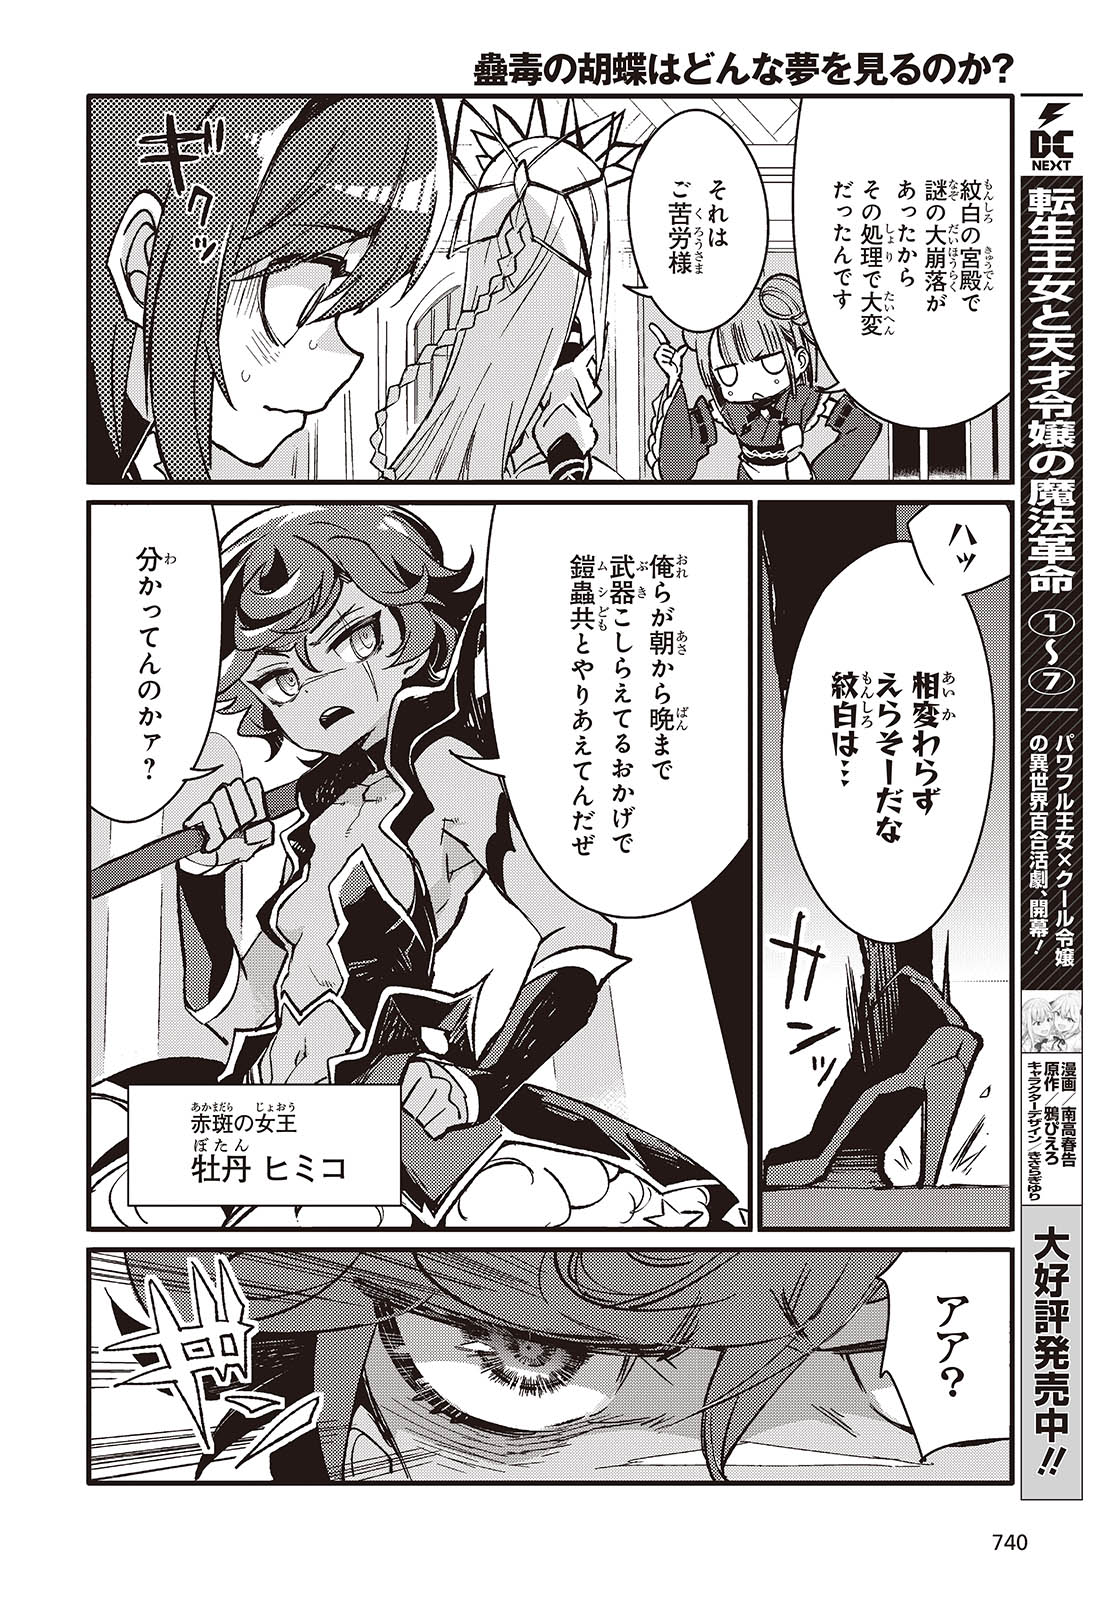 蠱毒の胡蝶はどんな夢を見るのか?
紋白の宮殿で
謎の大崩落が
あったから
その処理で大変
だったんです
それは
ご苦労様
ギクッ
ハッ
相変わらず
えらそーだな
紋白は…
俺らが朝から晩まで
武器こしらえてるおかげで
鎧蟲共とやりあえてんだぜ
分かってんのかァ?
赤斑の女王
牡丹 ヒミコ
アア?
DC
NEXT
転生王女と天才令嬢の魔法革命 ①〜⑦
パワフル王女×クール令嬢
の異世界百合活劇、開幕!
漫画/南高春告
原作/鴉ぴえろ
キャラクターデザイン/きさらぎゆり
大好評発売中!!
740